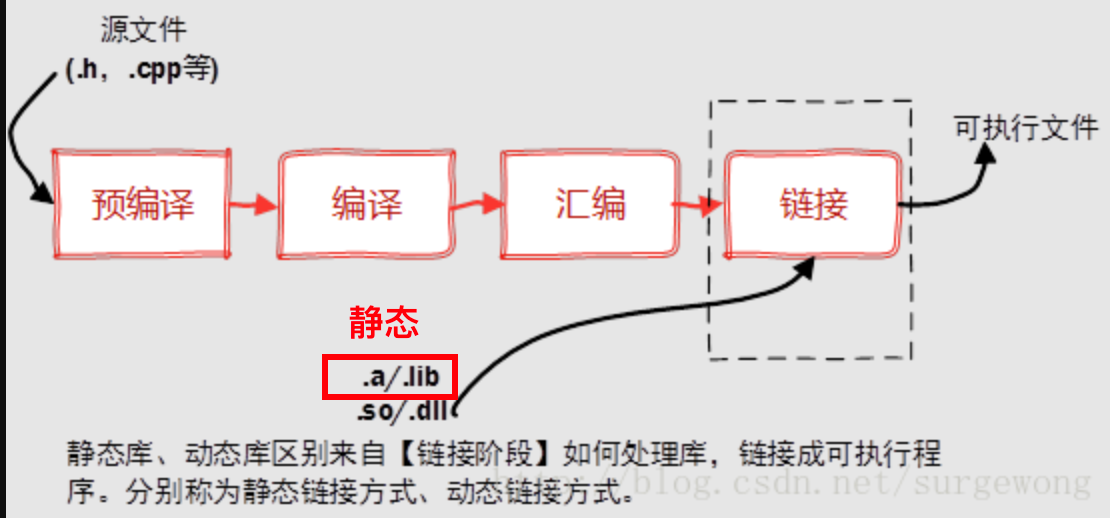 源文件
(.h，.cpp等)
可执行文件
预编译
编译
汇编
链接
静态
.a/.lib
.so/.dll
静态库、动态库区别来自【链接阶段】如何处理库，链接成可执行程
序。分别称为静态链接方式、动态链接方式。
http://blog.csdn.net/surgewong